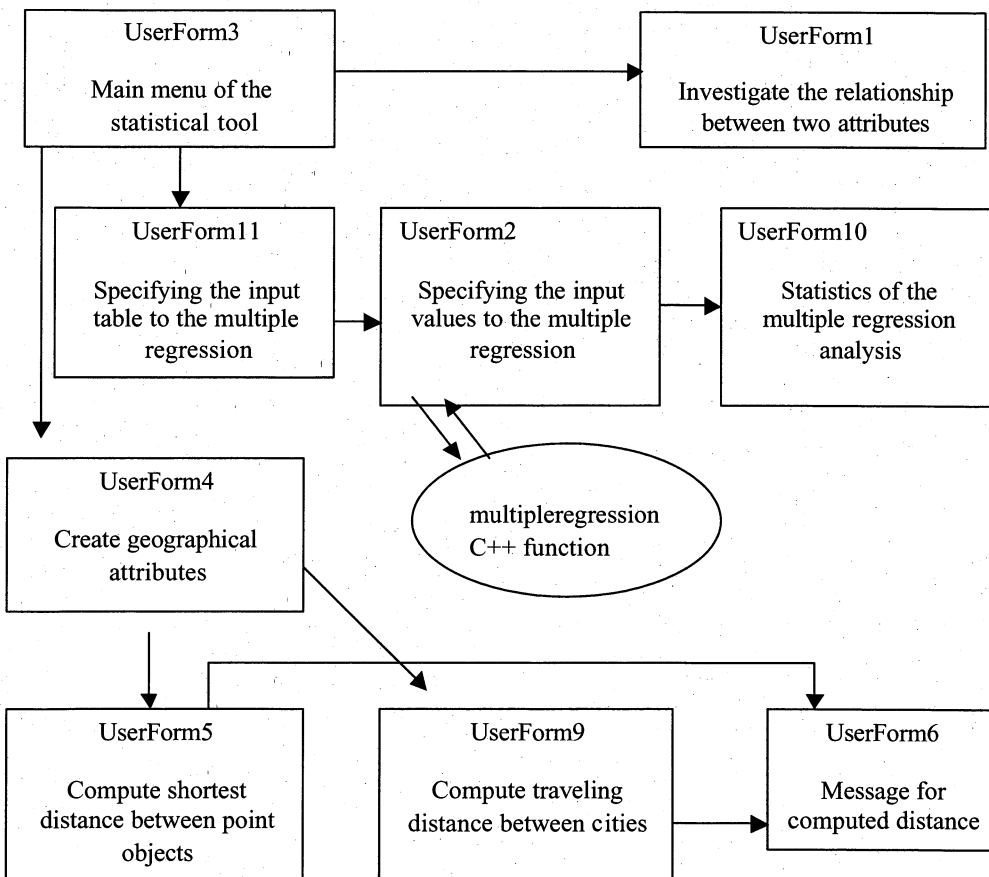 UserForm3
Main menu of the
statistical tool
UserForm1
Investigate the relationship
between two attributes
UserForm11
Specifying the input
table to the multiple
regression
UserForm2
Specifying the input
values to the multiple
regression
UserForm10
Statistics of the
multiple regression
analysis
multipleregression
C++ function
UserForm4
Create geographical
attributes
UserForm5
Compute shortest
distance between point
objects
UserForm9
Compute traveling
distance between cities
UserForm6
Message for
computed distance